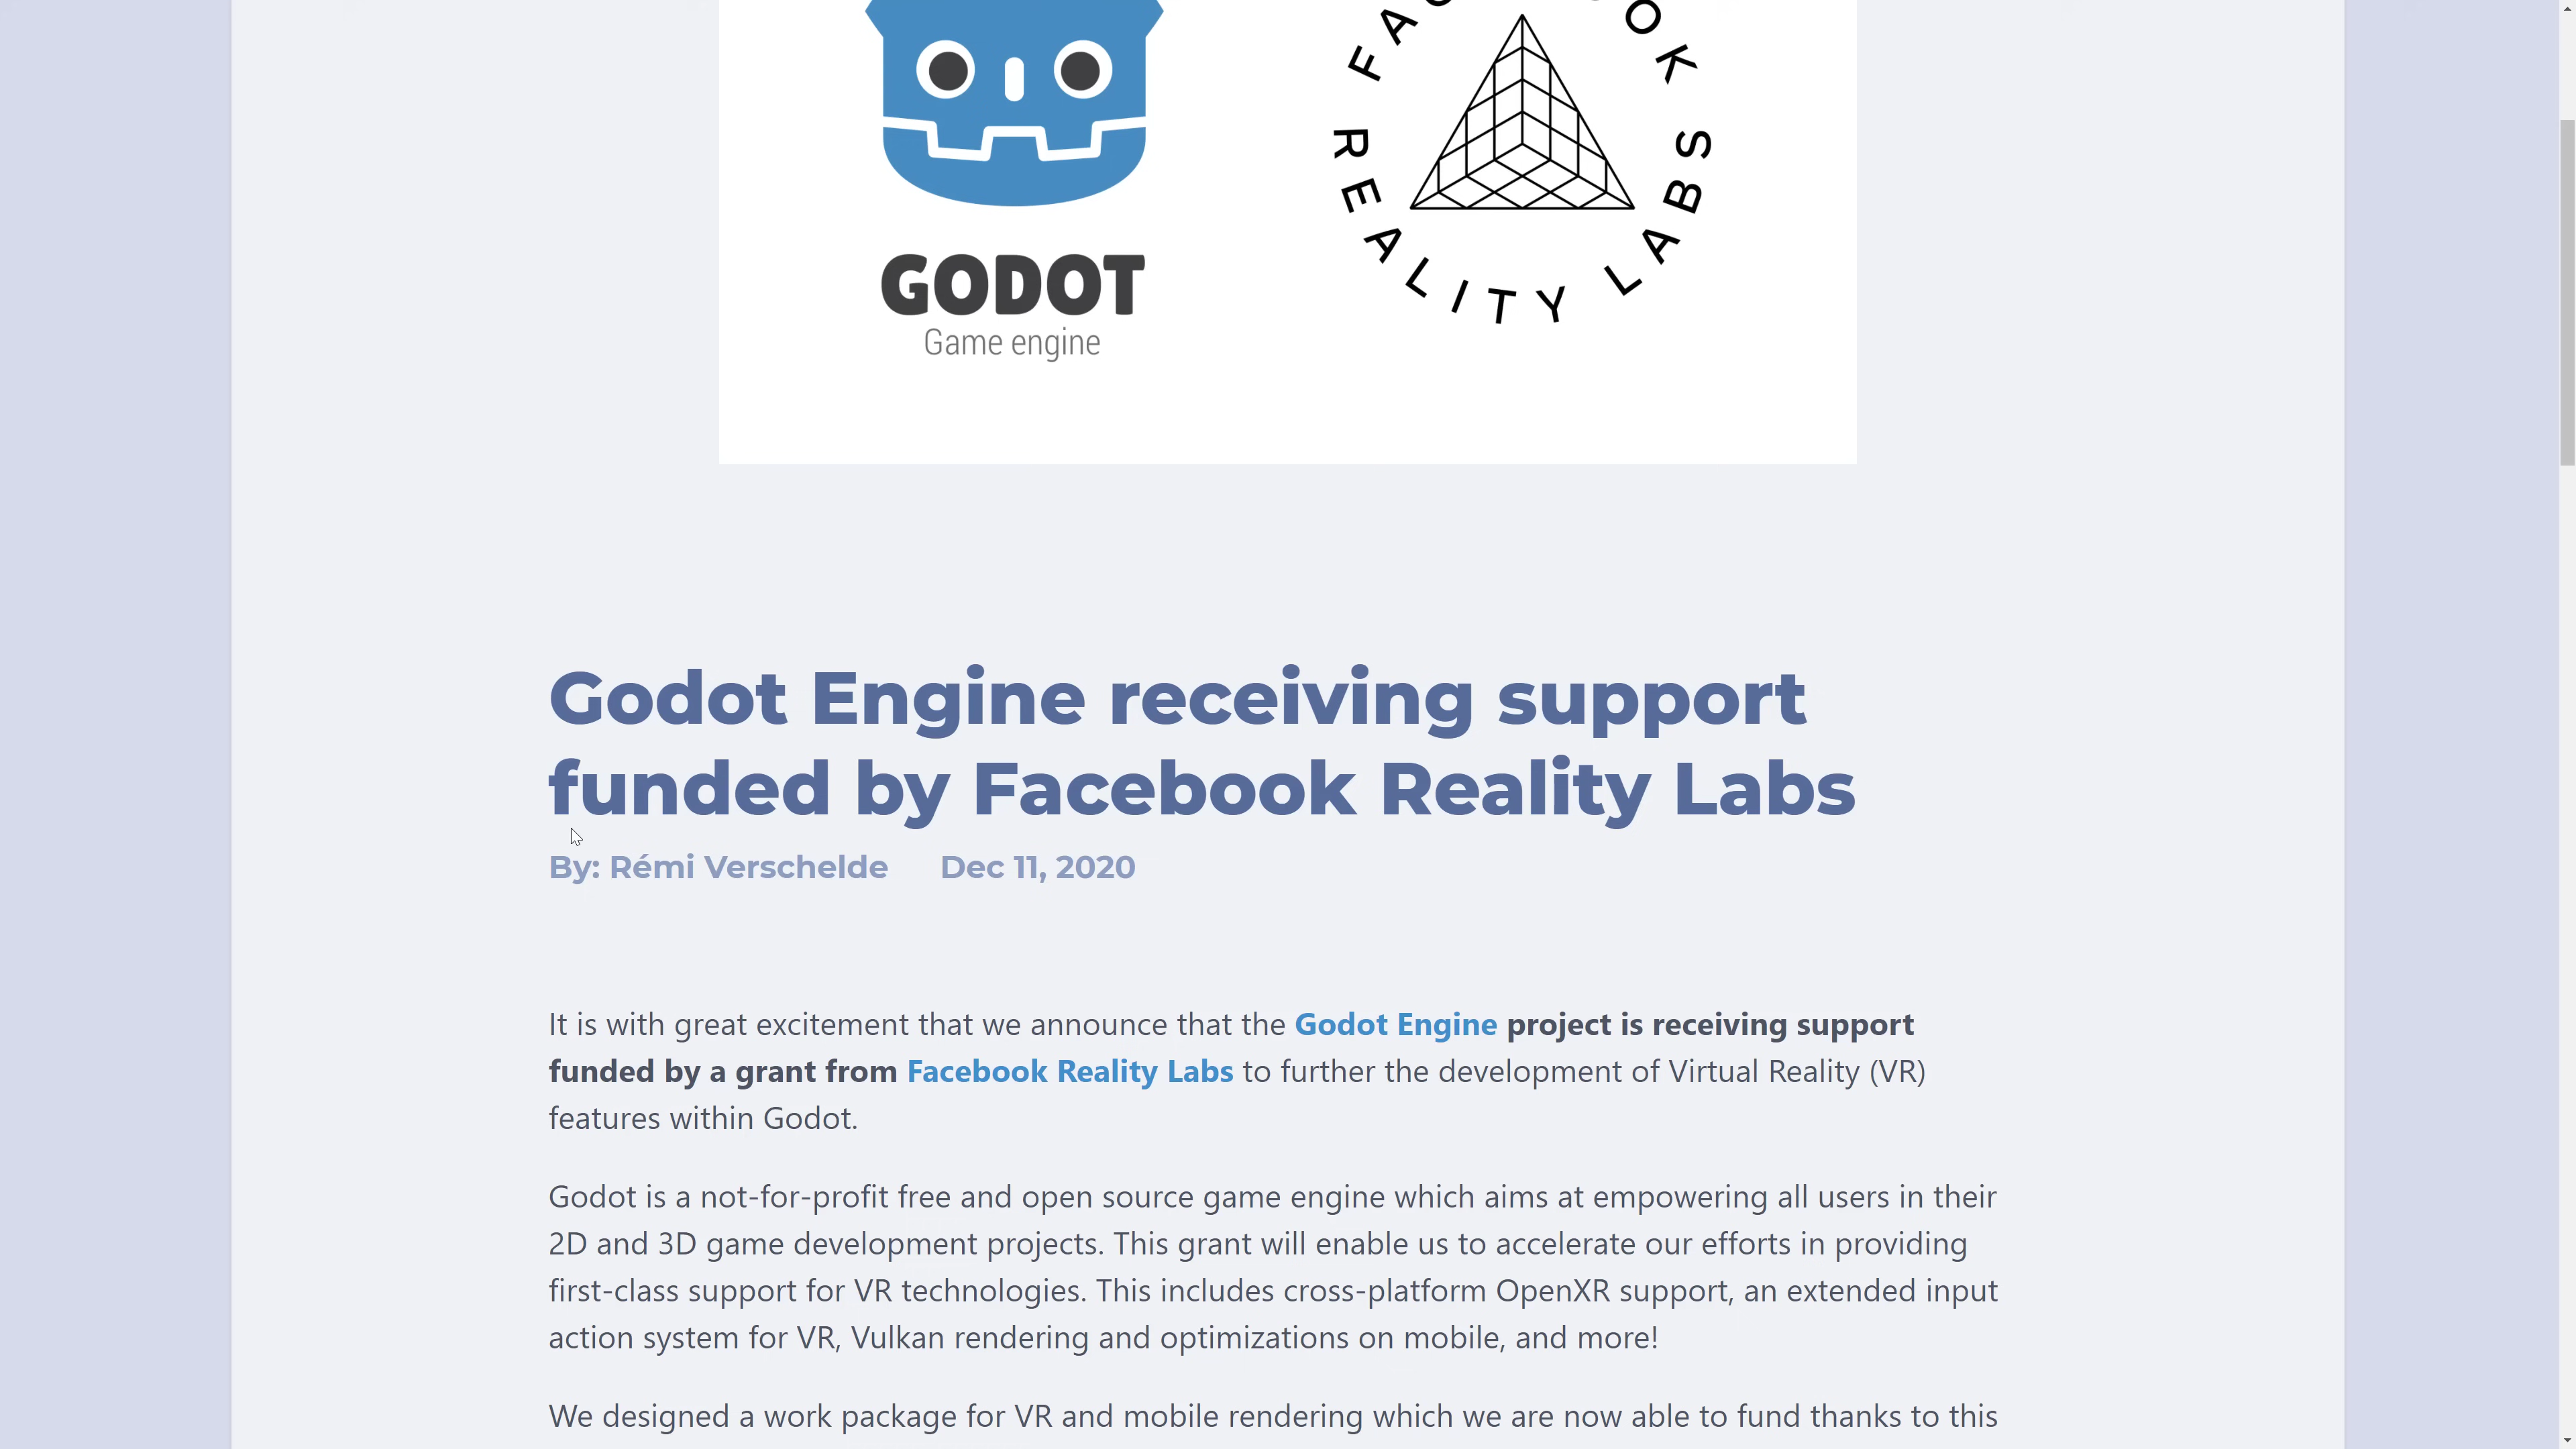 REALITY LABS
GODOT
Game engine
Godot Engine receiving support
funded by Facebook Reality Labs
By: Rémi Verschelde Dec 11, 2020
It is with great excitement that we announce that the Godot Engine project is receiving support
funded by a grant from Facebook Reality Labs to further the development of Virtual Reality (VR)
features within Godot.
Godot is a not-for-profit free and open source game engine which aims at empowering all users in their
2D and 3D game development projects. This grant will enable us to accelerate our efforts in providing
first-class support for VR technologies. This includes cross-platform OpenXR support, an extended input
action system for VR, Vulkan rendering and optimizations on mobile, and more!
We designed a work package for VR and mobile rendering which we are now able to fund thanks to this